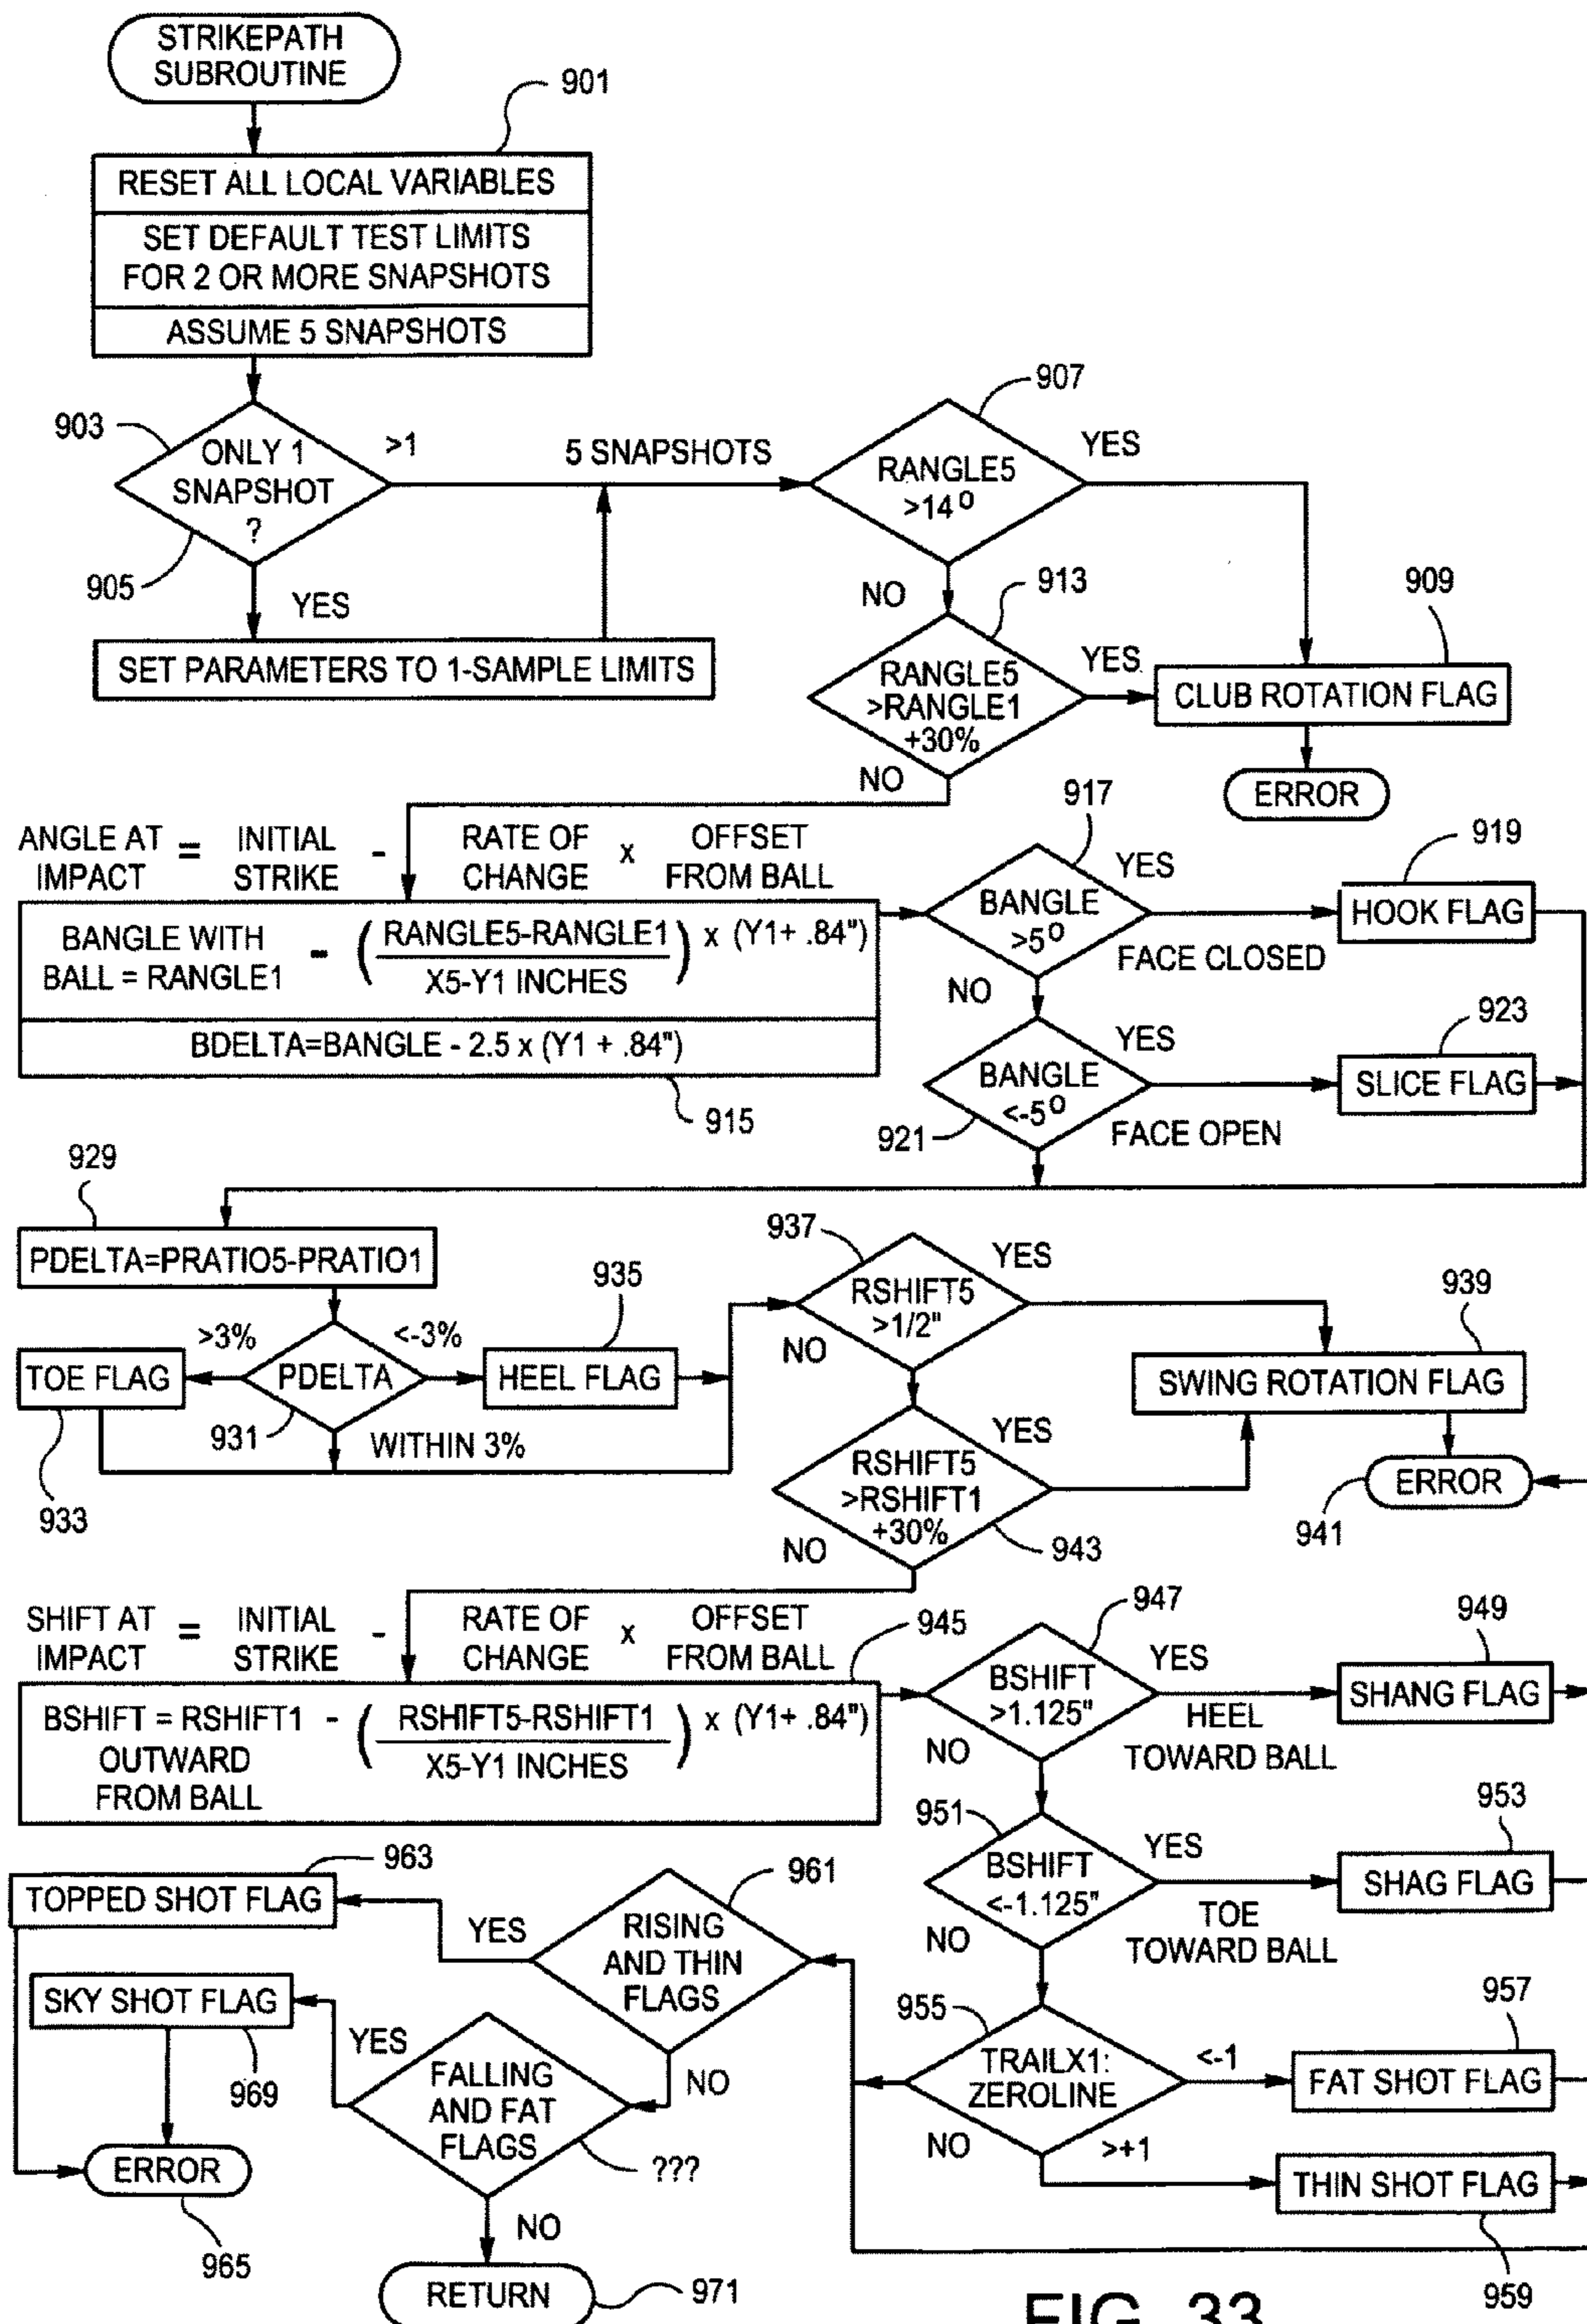 STRIKEPATH
SUBROUTINE
901
RESET ALL LOCAL VARIABLES
SET DEFAULT TEST LIMITS
FOR 2 OR MORE SNAPSHOTS
ASSUME 5 SNAPSHOTS
903
ONLY 1
SNAPSHOT
?
>1
905
YES
SET PARAMETERS TO 1-SAMPLE LIMITS
5 SNAPSHOTS
907
RANGLE5
>14°
YES
NO
913
RANGLE5
>RANGLE1
+30%
YES
NO
909
CLUB ROTATION FLAG
ERROR
ANGLE AT = INITIAL - RATE OF x OFFSET
IMPACT STRIKE CHANGE FROM BALL
BANGLE WITH - ( RANGLE5-RANGLE1 ) x (Y1+ .84")
BALL = RANGLE1 X5-Y1 INCHES
BDELTA=BANGLE - 2.5 x (Y1 + .84")
915
917
BANGLE
>5°
YES
FACE CLOSED
NO
919
HOOK FLAG
BANGLE
<-5°
921
YES
FACE OPEN
923
SLICE FLAG
929
PDELTA=PRATIO5-PRATIO1
>3%
<-3%
PDELTA
931
WITHIN 3%
TOE FLAG
933
935
HEEL FLAG
937
RSHIFT5
>1/2"
YES
NO
RSHIFT5
>RSHIFT1
+30%
YES
NO
943
939
SWING ROTATION FLAG
ERROR
941
SHIFT AT = INITIAL - RATE OF x OFFSET
IMPACT STRIKE CHANGE FROM BALL
945
BSHIFT = RSHIFT1 - ( RSHIFT5-RSHIFT1 ) x (Y1+ .84")
OUTWARD X5-Y1 INCHES
FROM BALL
947
BSHIFT
>1.125"
YES
HEEL
TOWARD BALL
NO
949
SHANG FLAG
951
BSHIFT
<-1.125"
YES
TOE
TOWARD BALL
NO
953
SHAG FLAG
955
TRAILX1:
ZEROLINE
<-1
NO
>+1
957
FAT SHOT FLAG
THIN SHOT FLAG
959
961
RISING
AND THIN
FLAGS
YES
NO
963
TOPPED SHOT FLAG
SKY SHOT FLAG
969
YES
FALLING
AND FAT
FLAGS
???
NO
ERROR
965
RETURN
971
FIG. 33